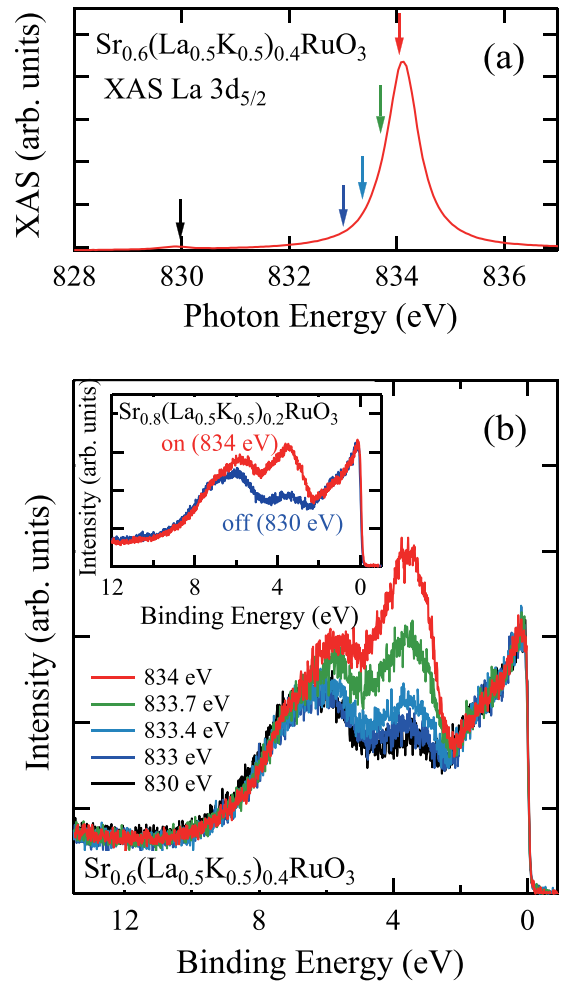 Sr0.6(La0.5K0.5)0.4RuO3
(a)
XAS La 3d5/2
XAS (arb. units)
828 830 832 834 836
Photon Energy (eV)
Sr0.8(La0.5K0.5)0.2RuO3
(b)
on (834 eV)
off (830 eV)
Intensity (arb. units)
12 8 4 0
Binding Energy (eV)
834 eV
833.7 eV
833.4 eV
833 eV
830 eV
Intensity (arb. units)
Sr0.6(La0.5K0.5)0.4RuO3
12 8 4 0
Binding Energy (eV)